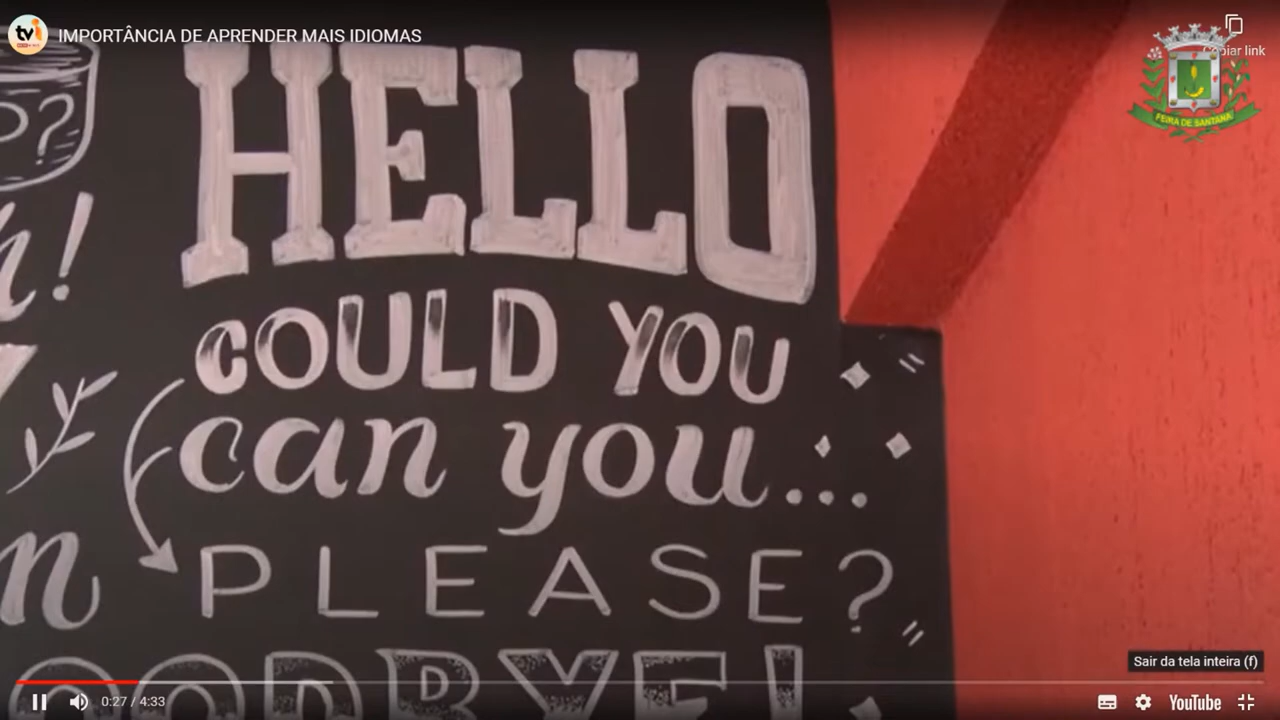 IMPORTÂNCIA DE APRENDER MAIS IDIOMAS
Copiar link
FEIRA DE SANTANA
HELLO
COULD YOU
can you...
PLEASE?
GOODBYE!
Sair da tela inteira (f)
0:27 / 4:33
YouTube